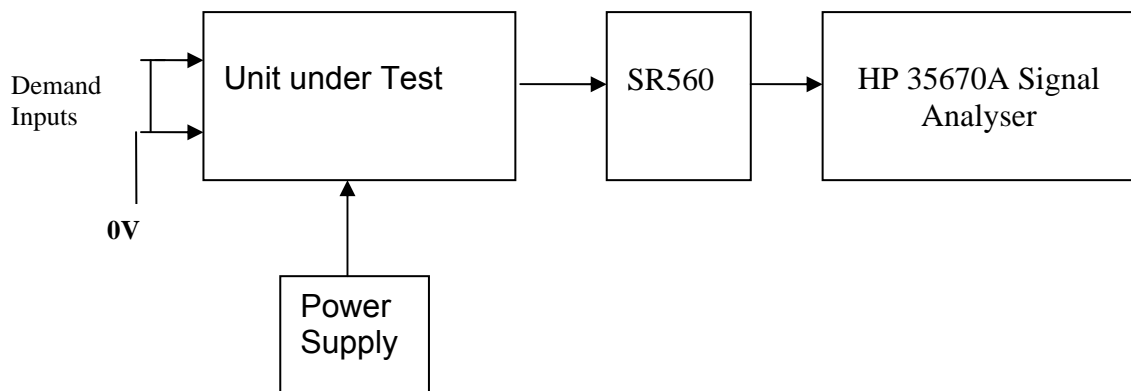 Demand
Inputs
0V
Unit under Test
Power
Supply
SR560
HP 35670A Signal
Analyser